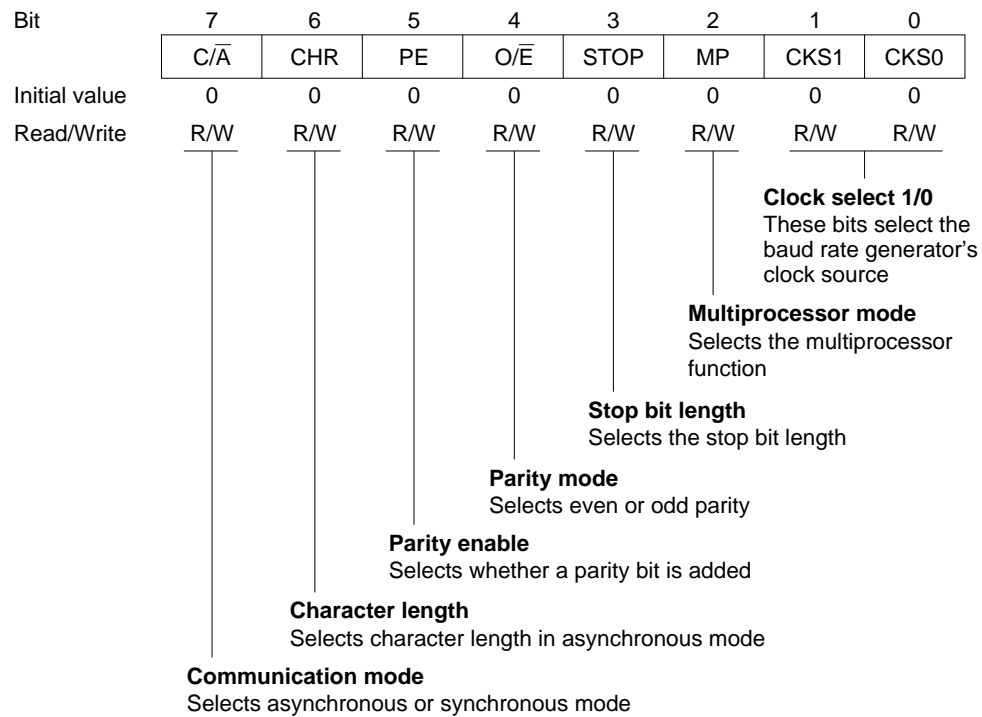 Bit 7 6 5 4 3 2 1 0
C/A̅ CHR PE O/E̅ STOP MP CKS1 CKS0
Initial value 0 0 0 0 0 0 0 0
Read/Write R/W R/W R/W R/W R/W R/W R/W R/W
Clock select 1/0
These bits select the
baud rate generator’s
clock source
Multiprocessor mode
Selects the multiprocessor
function
Stop bit length
Selects the stop bit length
Parity mode
Selects even or odd parity
Parity enable
Selects whether a parity bit is added
Character length
Selects character length in asynchronous mode
Communication mode
Selects asynchronous or synchronous mode